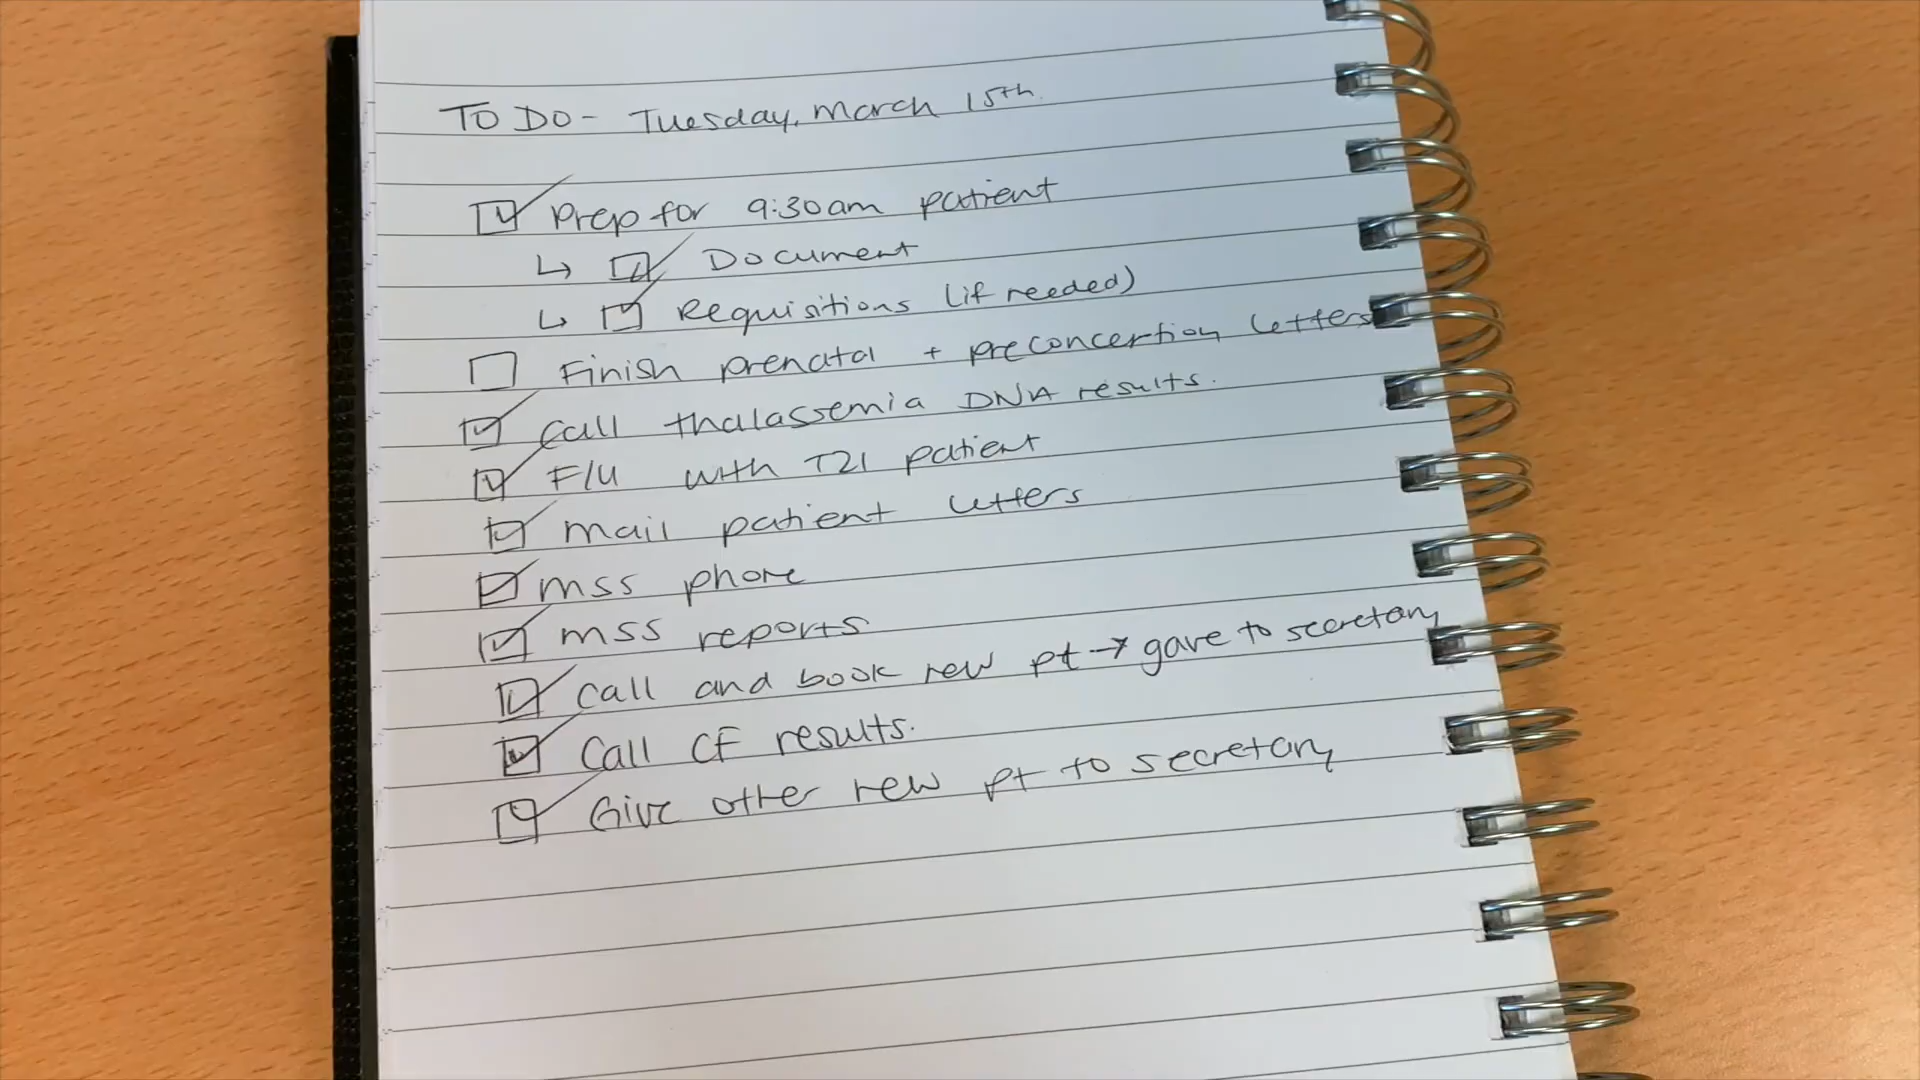 TO DO - Tuesday, March 15th.
Prep for 9:30am patient
↳ Document
↳ Requisitions (if needed)
Finish prenatal + preconception letters
Call thalassemia DNA results.
F/U with T21 patient
Mail patient letters
MSS phone
MSS reports
Call and book new pt → gave to secretary
Call CF results.
Give other new pt to secretary